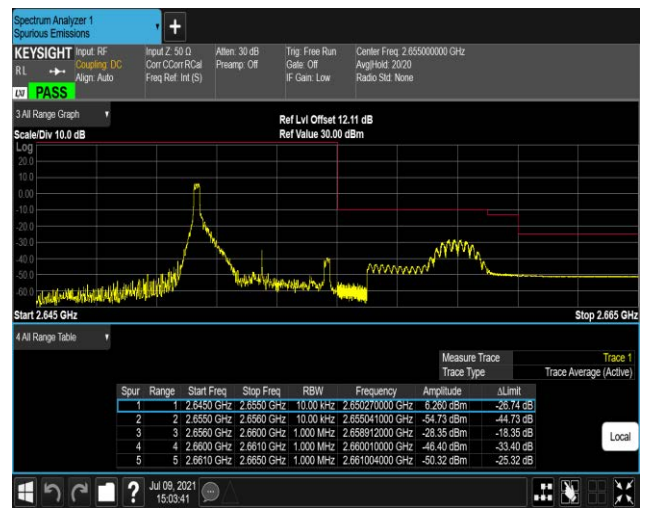 Spectrum Analyzer 1
Spurious Emissions
KEYSIGHT Input: RF Input Z: 50 Ω Atten: 30 dB Trig: Free Run Center Freq: 2.655000000 GHz
RL Coupling: DC Corr CCorr RCal Preamp: Off Gate: Off Avg|Hold: 20/20
Align: Auto Freq Ref: Int (S) IF Gain: Low Radio Std: None
LXI PASS
3 All Range Graph
Ref Lvl Offset 12.11 dB
Scale/Div 10.0 dB Ref Value 30.00 dBm
Log
20.0
10.0
0.00
-10.0
-20.0
-30.0
-40.0
-50.0
-60.0
Start 2.645 GHz Stop 2.665 GHz
4 All Range Table
Measure Trace Trace 1
Trace Type Trace Average (Active)
Spur Range Start Freq Stop Freq RBW Frequency Amplitude ΔLimit
1 1 2.6450 GHz 2.6550 GHz 10.00 kHz 2.650270000 GHz 6.260 dBm -26.74 dB
2 2 2.6550 GHz 2.6560 GHz 10.00 kHz 2.655041000 GHz -54.73 dBm -44.73 dB
3 3 2.6560 GHz 2.6600 GHz 1.000 MHz 2.658912000 GHz -28.35 dBm -18.35 dB
4 4 2.6600 GHz 2.6610 GHz 1.000 MHz 2.660010000 GHz -46.40 dBm -33.40 dB
5 5 2.6610 GHz 2.6650 GHz 1.000 MHz 2.661004000 GHz -50.32 dBm -25.32 dB
Local
Jul 09, 2021
15:03:41